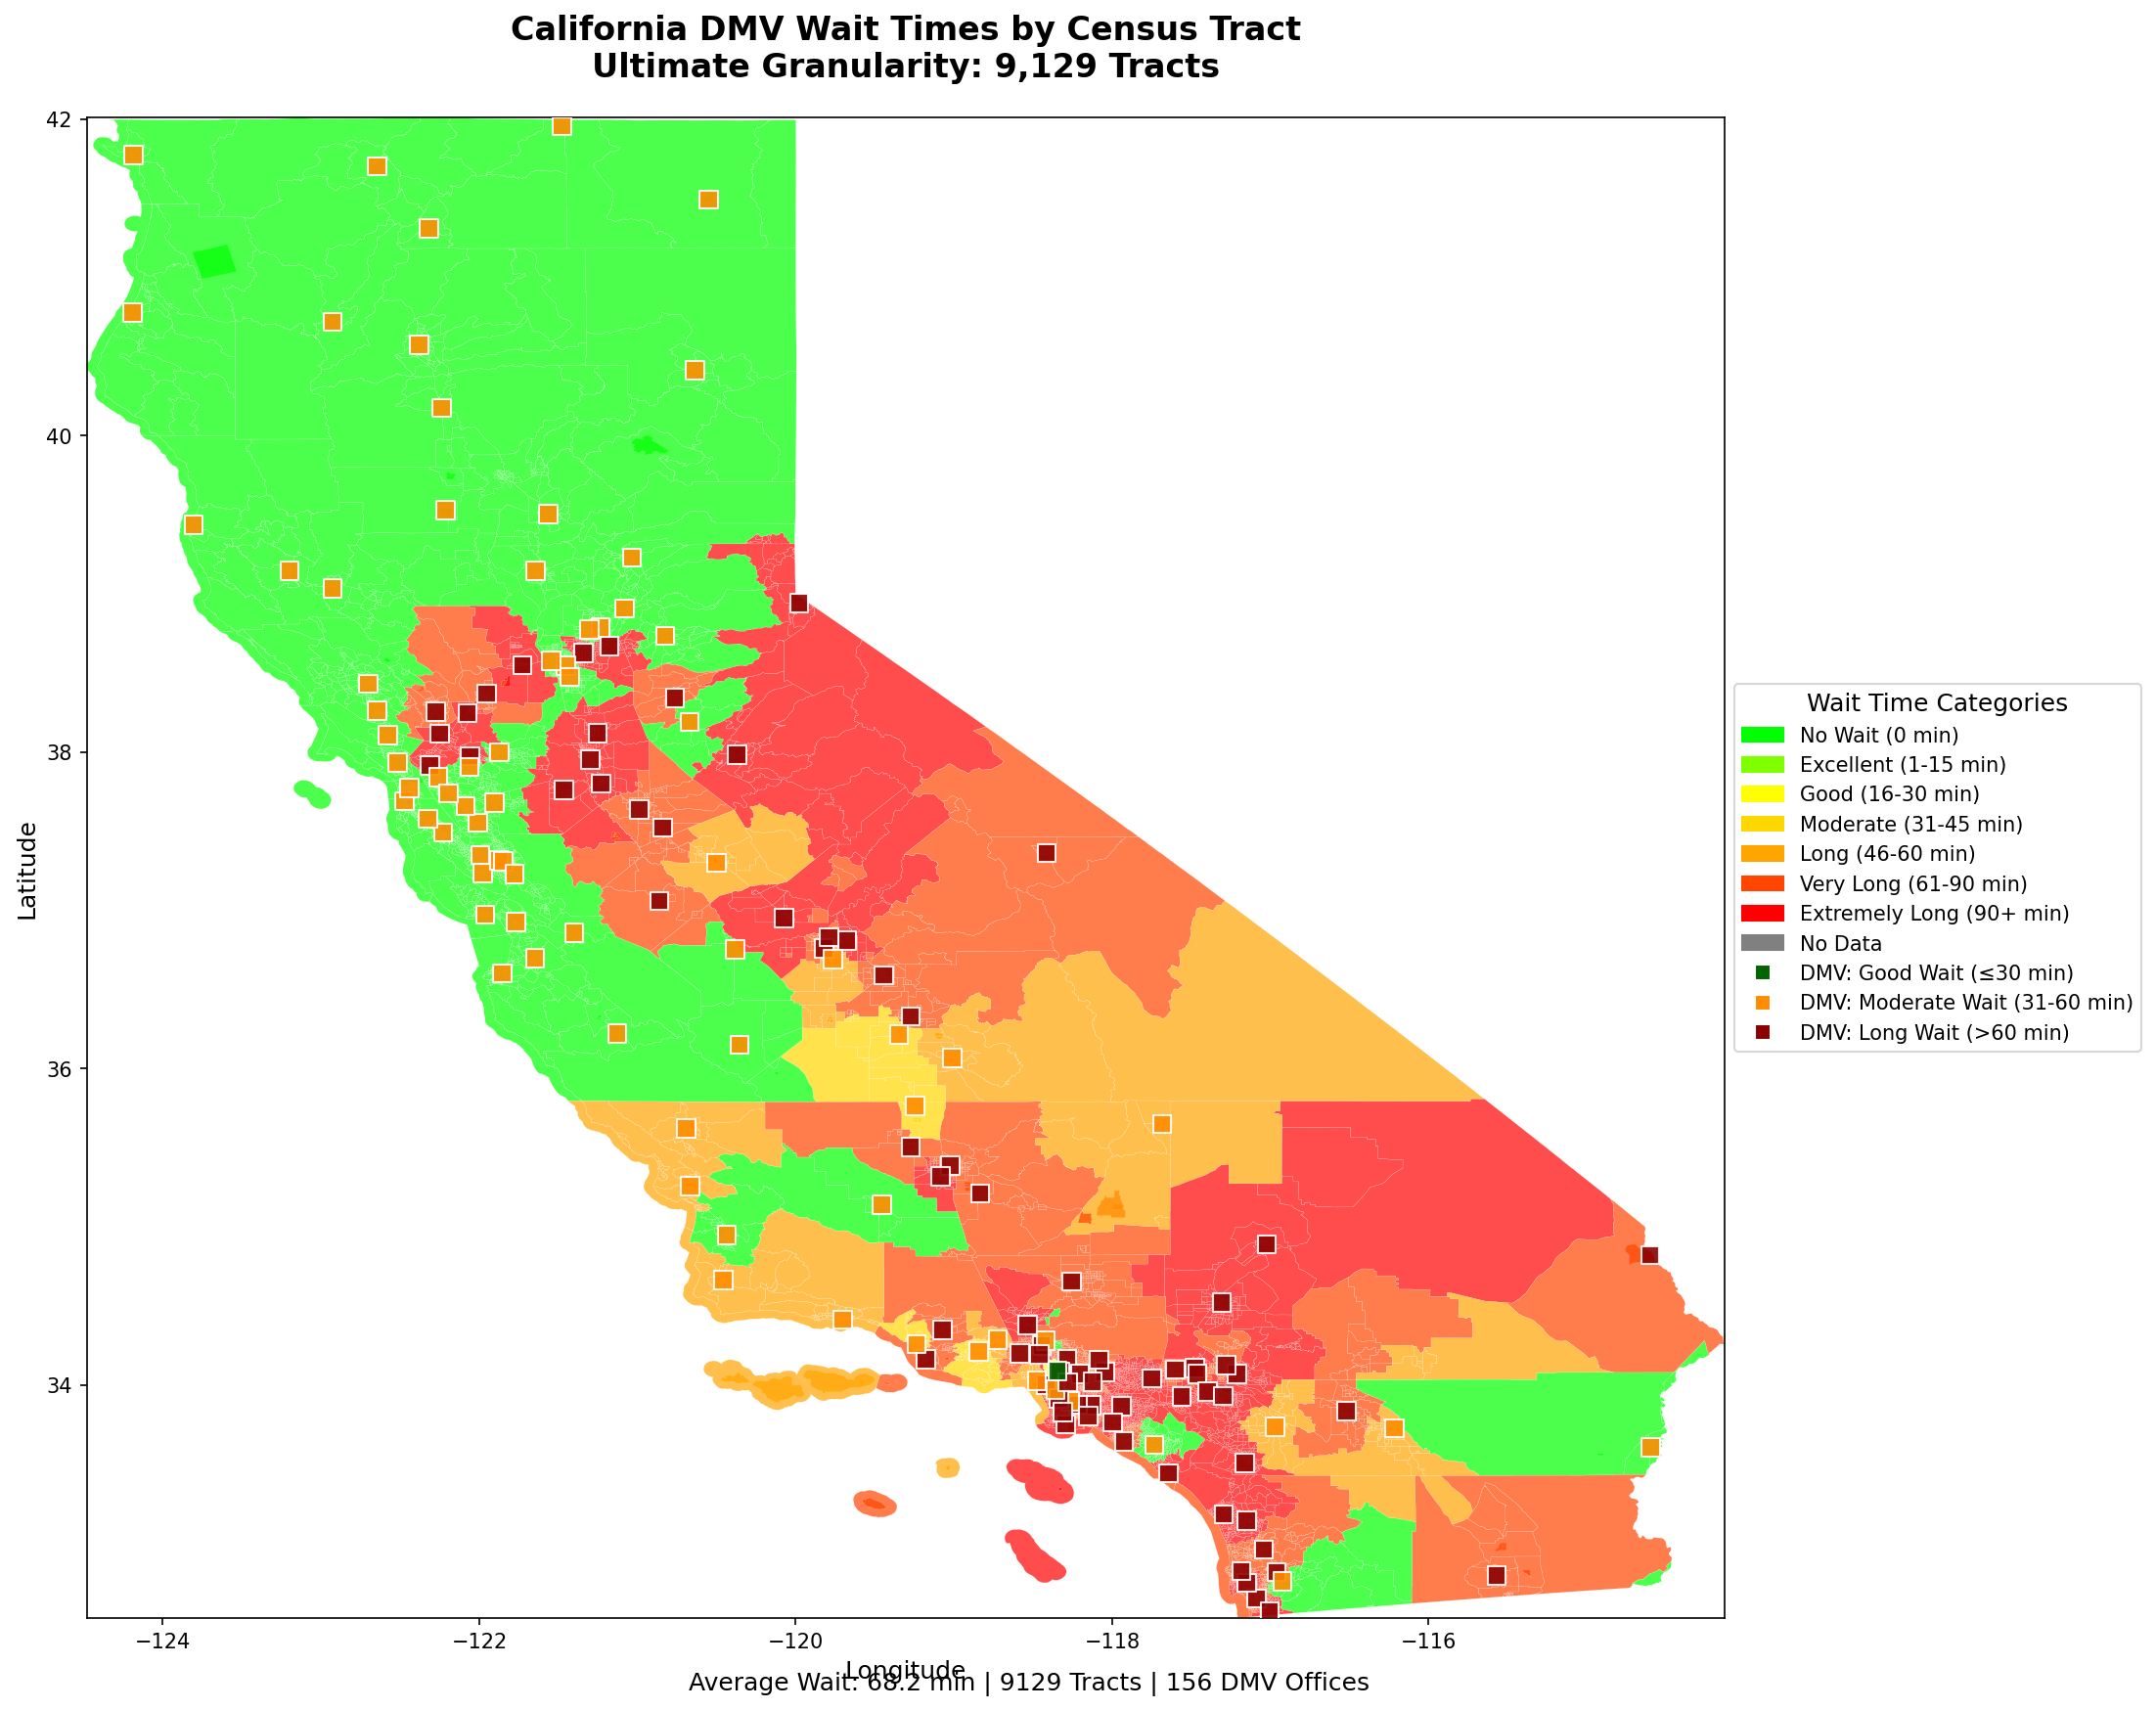 California DMV Wait Times by Census Tract
Ultimate Granularity: 9,129 Tracts
42
40
38
36
34
Latitude
−124
−122
−120
−118
−116
Longitude
Average Wait: 68.2 min | 9129 Tracts | 156 DMV Offices
Wait Time Categories
No Wait (0 min)
Excellent (1-15 min)
Good (16-30 min)
Moderate (31-45 min)
Long (46-60 min)
Very Long (61-90 min)
Extremely Long (90+ min)
No Data
DMV: Good Wait (≤30 min)
DMV: Moderate Wait (31-60 min)
DMV: Long Wait (>60 min)